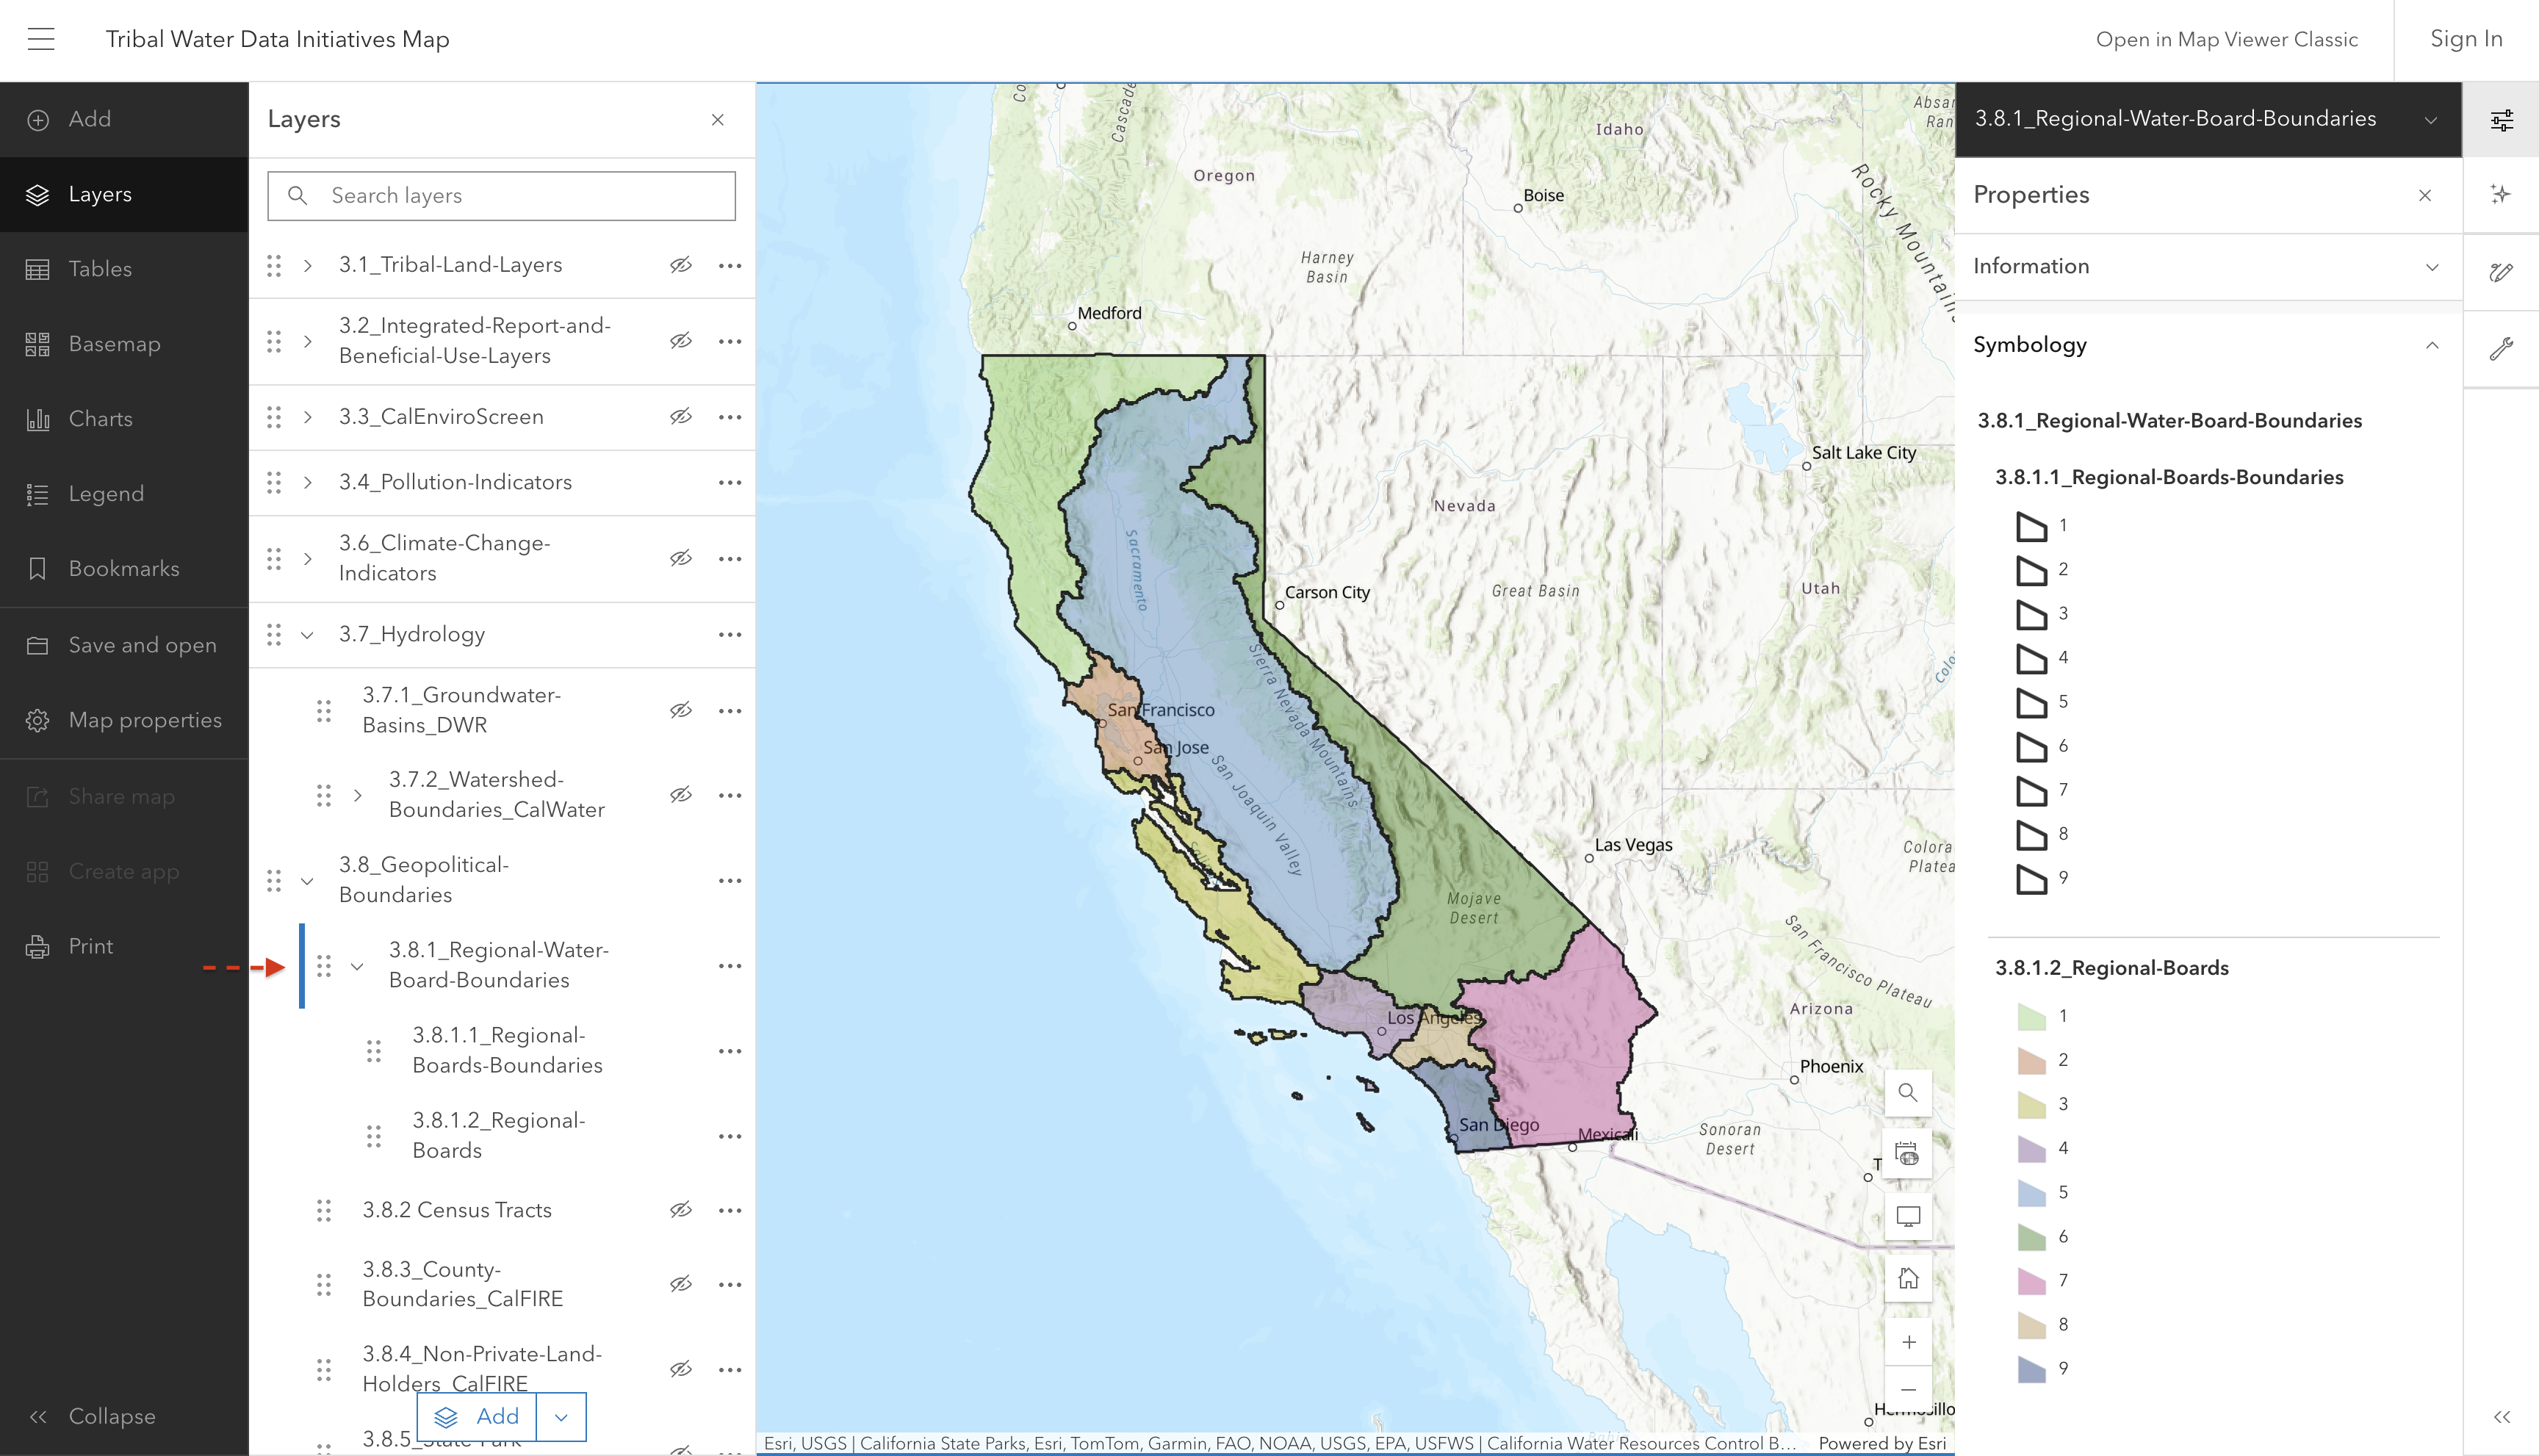 Tribal Water Data Initiatives Map
Open in Map Viewer Classic
Sign In
Add
Layers
Tables
Basemap
Charts
Legend
Bookmarks
Save and open
Map properties
Share map
Create app
Print
Collapse
Layers
Search layers
3.1_Tribal-Land-Layers
3.2_Integrated-Report-and-
Beneficial-Use-Layers
3.3_CalEnviroScreen
3.4_Pollution-Indicators
3.6_Climate-Change-
Indicators
3.7_Hydrology
3.7.1_Groundwater-
Basins_DWR
3.7.2_Watershed-
Boundaries_CalWater
3.8_Geopolitical-
Boundaries
3.8.1_Regional-Water-
Board-Boundaries
3.8.1.1_Regional-
Boards-Boundaries
3.8.1.2_Regional-
Boards
3.8.2 Census Tracts
3.8.3_County-
Boundaries_CalFIRE
3.8.4_Non-Private-Land-
Holders_CalFIRE
3.8.5_State-Park
Add
Co
Cascade
Absar
Ran
Idaho
Oregon
Boise
Rocky Mountains
Harney
Basin
Medford
Salt Lake City
Nevada
Sacramento
Utah
Great Basin
Carson City
Colo
Sierra Nevada Mountains
San Francisco
San Jose
San Joaquin Valley
Las Vegas
Colora
Platea
Mojave
Desert
San Francisco Plateau
Arizona
Los Angeles
Phoenix
San Diego
Mexicali
Sonoran
Desert
T
Hermosillo
Esri, USGS | California State Parks, Esri, TomTom, Garmin, FAO, NOAA, USGS, EPA, USFWS | California Water Resources Control B... Powered by Esri
3.8.1_Regional-Water-Board-Boundaries
Properties
Information
Symbology
3.8.1_Regional-Water-Board-Boundaries
3.8.1.1_Regional-Boards-Boundaries
1
2
3
4
5
6
7
8
9
3.8.1.2_Regional-Boards
1
2
3
4
5
6
7
8
9